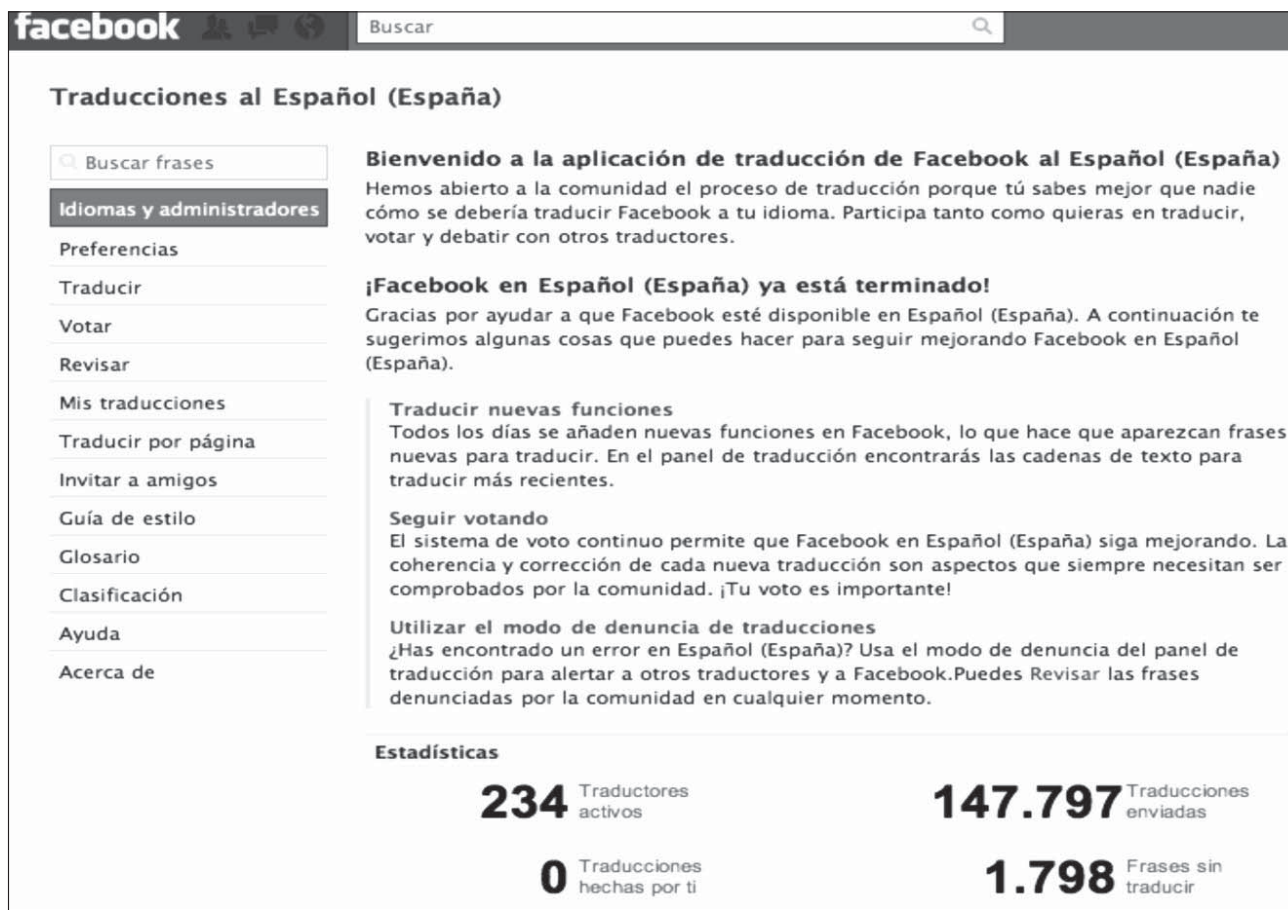 facebook
Buscar
Traducciones al Español (España)
Buscar frases
Idiomas y administradores
Preferencias
Traducir
Votar
Revisar
Mis traducciones
Traducir por página
Invitar a amigos
Guía de estilo
Glosario
Clasificación
Ayuda
Acerca de
Bienvenido a la aplicación de traducción de Facebook al Español (España)
Hemos abierto a la comunidad el proceso de traducción porque tú sabes mejor que nadie
cómo se debería traducir Facebook a tu idioma. Participa tanto como quieras en traducir,
votar y debatir con otros traductores.
¡Facebook en Español (España) ya está terminado!
Gracias por ayudar a que Facebook esté disponible en Español (España). A continuación te
sugerimos algunas cosas que puedes hacer para seguir mejorando Facebook en Español
(España).
Traducir nuevas funciones
Todos los días se añaden nuevas funciones en Facebook, lo que hace que aparezcan frases
nuevas para traducir. En el panel de traducción encontrarás las cadenas de texto para
traducir más recientes.
Seguir votando
El sistema de voto continuo permite que Facebook en Español (España) siga mejorando. La
coherencia y corrección de cada nueva traducción son aspectos que siempre necesitan ser
comprobados por la comunidad. ¡Tu voto es importante!
Utilizar el modo de denuncia de traducciones
¿Has encontrado un error en Español (España)? Usa el modo de denuncia del panel de
traducción para alertar a otros traductores y a Facebook.Puedes Revisar las frases
denunciadas por la comunidad en cualquier momento.
Estadísticas
234 Traductores activos
147.797 Traducciones enviadas
0 Traducciones hechas por ti
1.798 Frases sin traducir